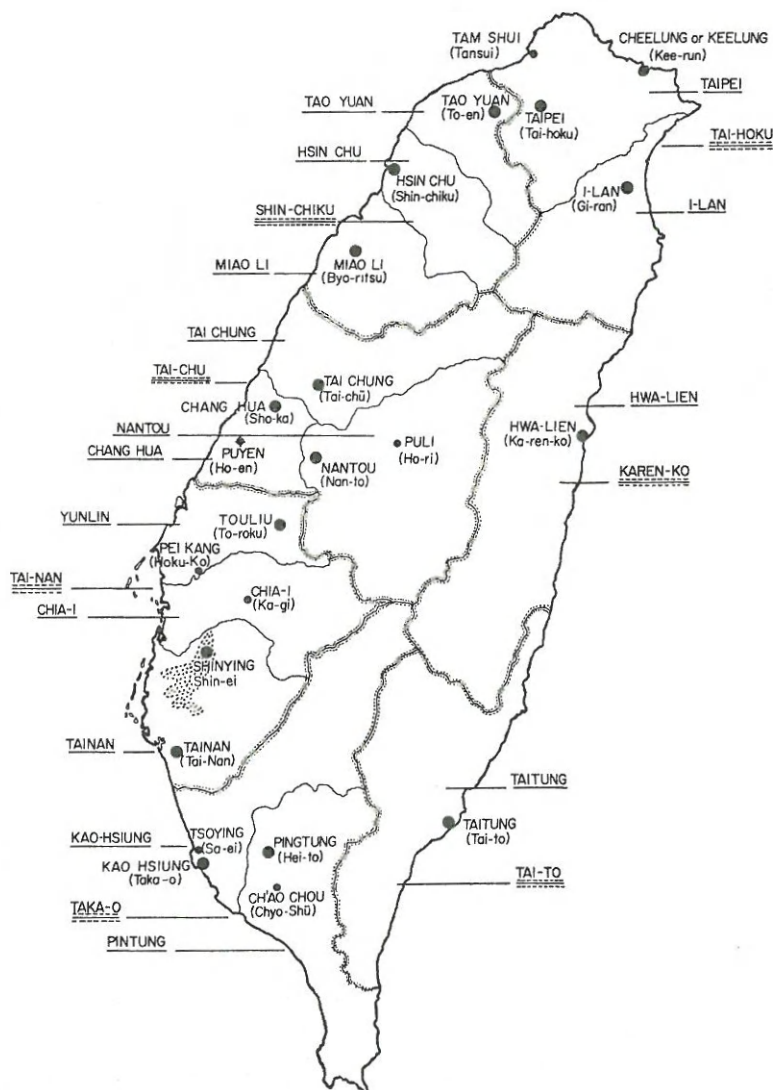 TAM SHUI
(Tansui)
CHEELUNG or KEELUNG
(Kee-run)
TAIPEI
TAO YUAN
TAO YUAN
(To-en)
TAIPEI
(Tai-hoku)
TAI-HOKU
HSIN CHU
HSIN CHU
(Shin-chiku)
I-LAN
(Gi-ran)
I-LAN
SHIN-CHIKU
MIAO LI
MIAO LI
(Byo-ritsu)
TAI CHUNG
TAI-CHU
TAI CHUNG
(Tai-chū)
CHANG HUA
(Sho-ka)
HWA-LIEN
NANTOU
HWA-LIEN
(Ka-ren-ko)
CHANG HUA
PUYEN
(Ho-en)
NANTOU
(Nan-to)
PULI
(Ho-ri)
KAREN-KO
YUNLIN
TOULIU
(To-roku)
PEI KANG
(Hoku-Ko)
TAI-NAN
CHIA-I
CHIA-I
(Ka-gi)
SHINYING
Shin-ei
TAINAN
TAINAN
(Tai-Nan)
TAITUNG
TAITUNG
(Tai-to)
KAO-HSIUNG
TSOYING
(Sa-ei)
KAO HSIUNG
(Taka-o)
PINGTUNG
(Hei-to)
CH'AO CHOU
(Chyo-Shū)
TAI-TO
TAKA-O
PINTUNG